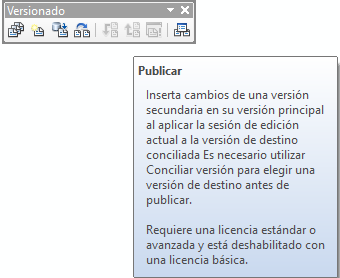 Versionado
Publicar
Inserta cambios de una versión
secundaria en su versión principal
al aplicar la sesión de edición
actual a la versión de destino
conciliada Es necesario utilizar
Conciliar versión para elegir una
versión de destino antes de
publicar.
Requiere una licencia estándar o
avanzada y está deshabilitado con
una licencia básica.